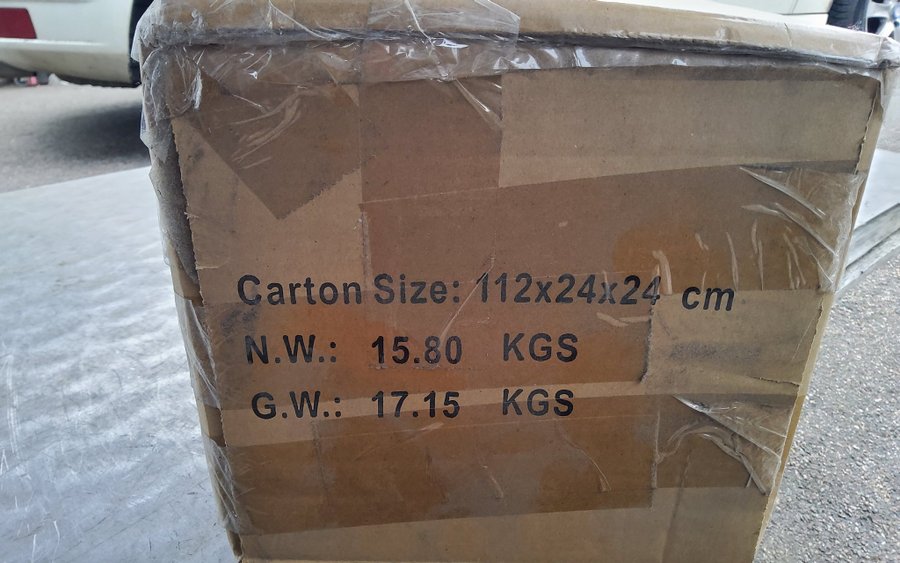 Carton Size: 112x24x24 cm
N.W.: 15.80 KGS
G.W.: 17.15 KGS